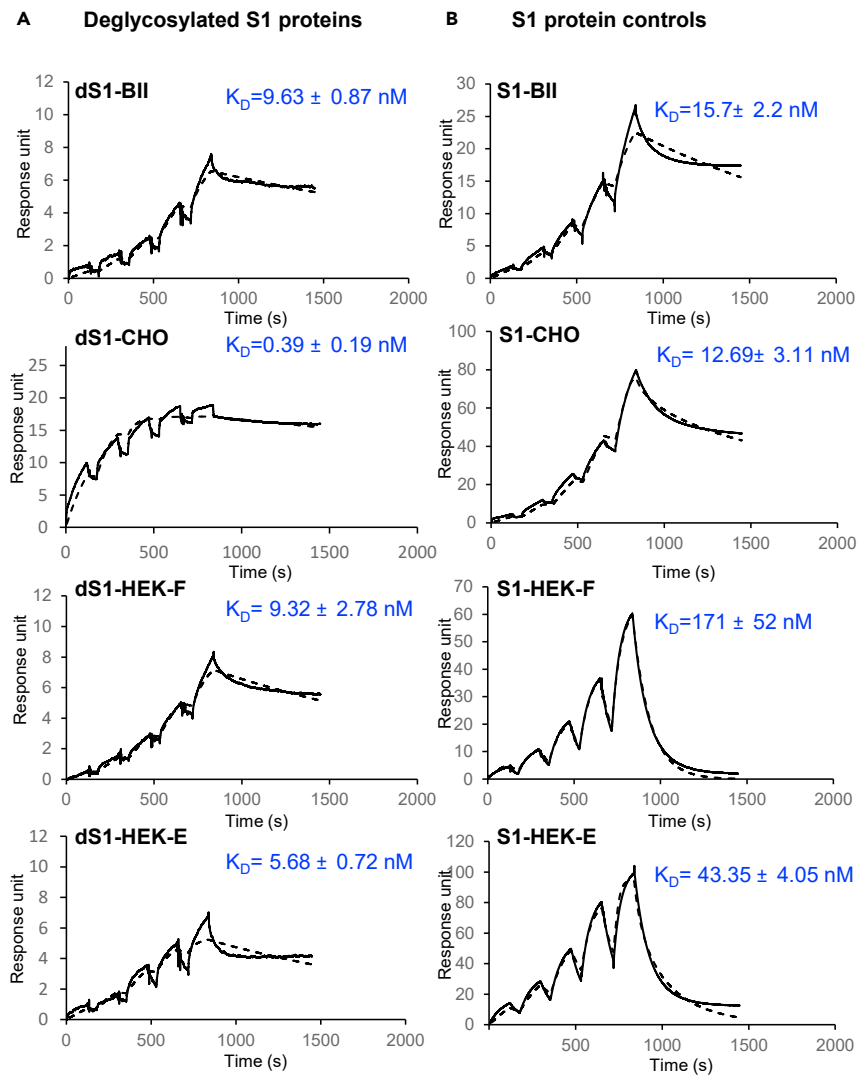 A Deglycosylated S1 proteins
dS1-BII
K_D=9.63 ± 0.87 nM
Response unit
12
10
8
6
4
2
0
0 500 1000 1500 2000
Time (s)
dS1-CHO
K_D=0.39 ± 0.19 nM
Response unit
25
20
15
10
5
0
0 500 1000 1500 2000
Time (s)
dS1-HEK-F
K_D= 9.32 ± 2.78 nM
Response unit
12
10
8
6
4
2
0
0 500 1000 1500 2000
Time (s)
dS1-HEK-E
K_D= 5.68 ± 0.72 nM
Response unit
12
10
8
6
4
2
0
0 500 1000 1500 2000
Time (s)
B S1 protein controls
S1-BII
K_D=15.7± 2.2 nM
Response unit
30
25
20
15
10
5
0
0 500 1000 1500 2000
Time (s)
S1-CHO
K_D= 12.69± 3.11 nM
Response unit
100
80
60
40
20
0
0 500 1000 1500 2000
Time (s)
S1-HEK-F
K_D=171 ± 52 nM
Response unit
70
60
50
40
30
20
10
0
0 500 1000 1500 2000
Time (s)
S1-HEK-E
K_D= 43.35 ± 4.05 nM
Response unit
120
100
80
60
40
20
0
500 1000 1500 2000
Time (s)